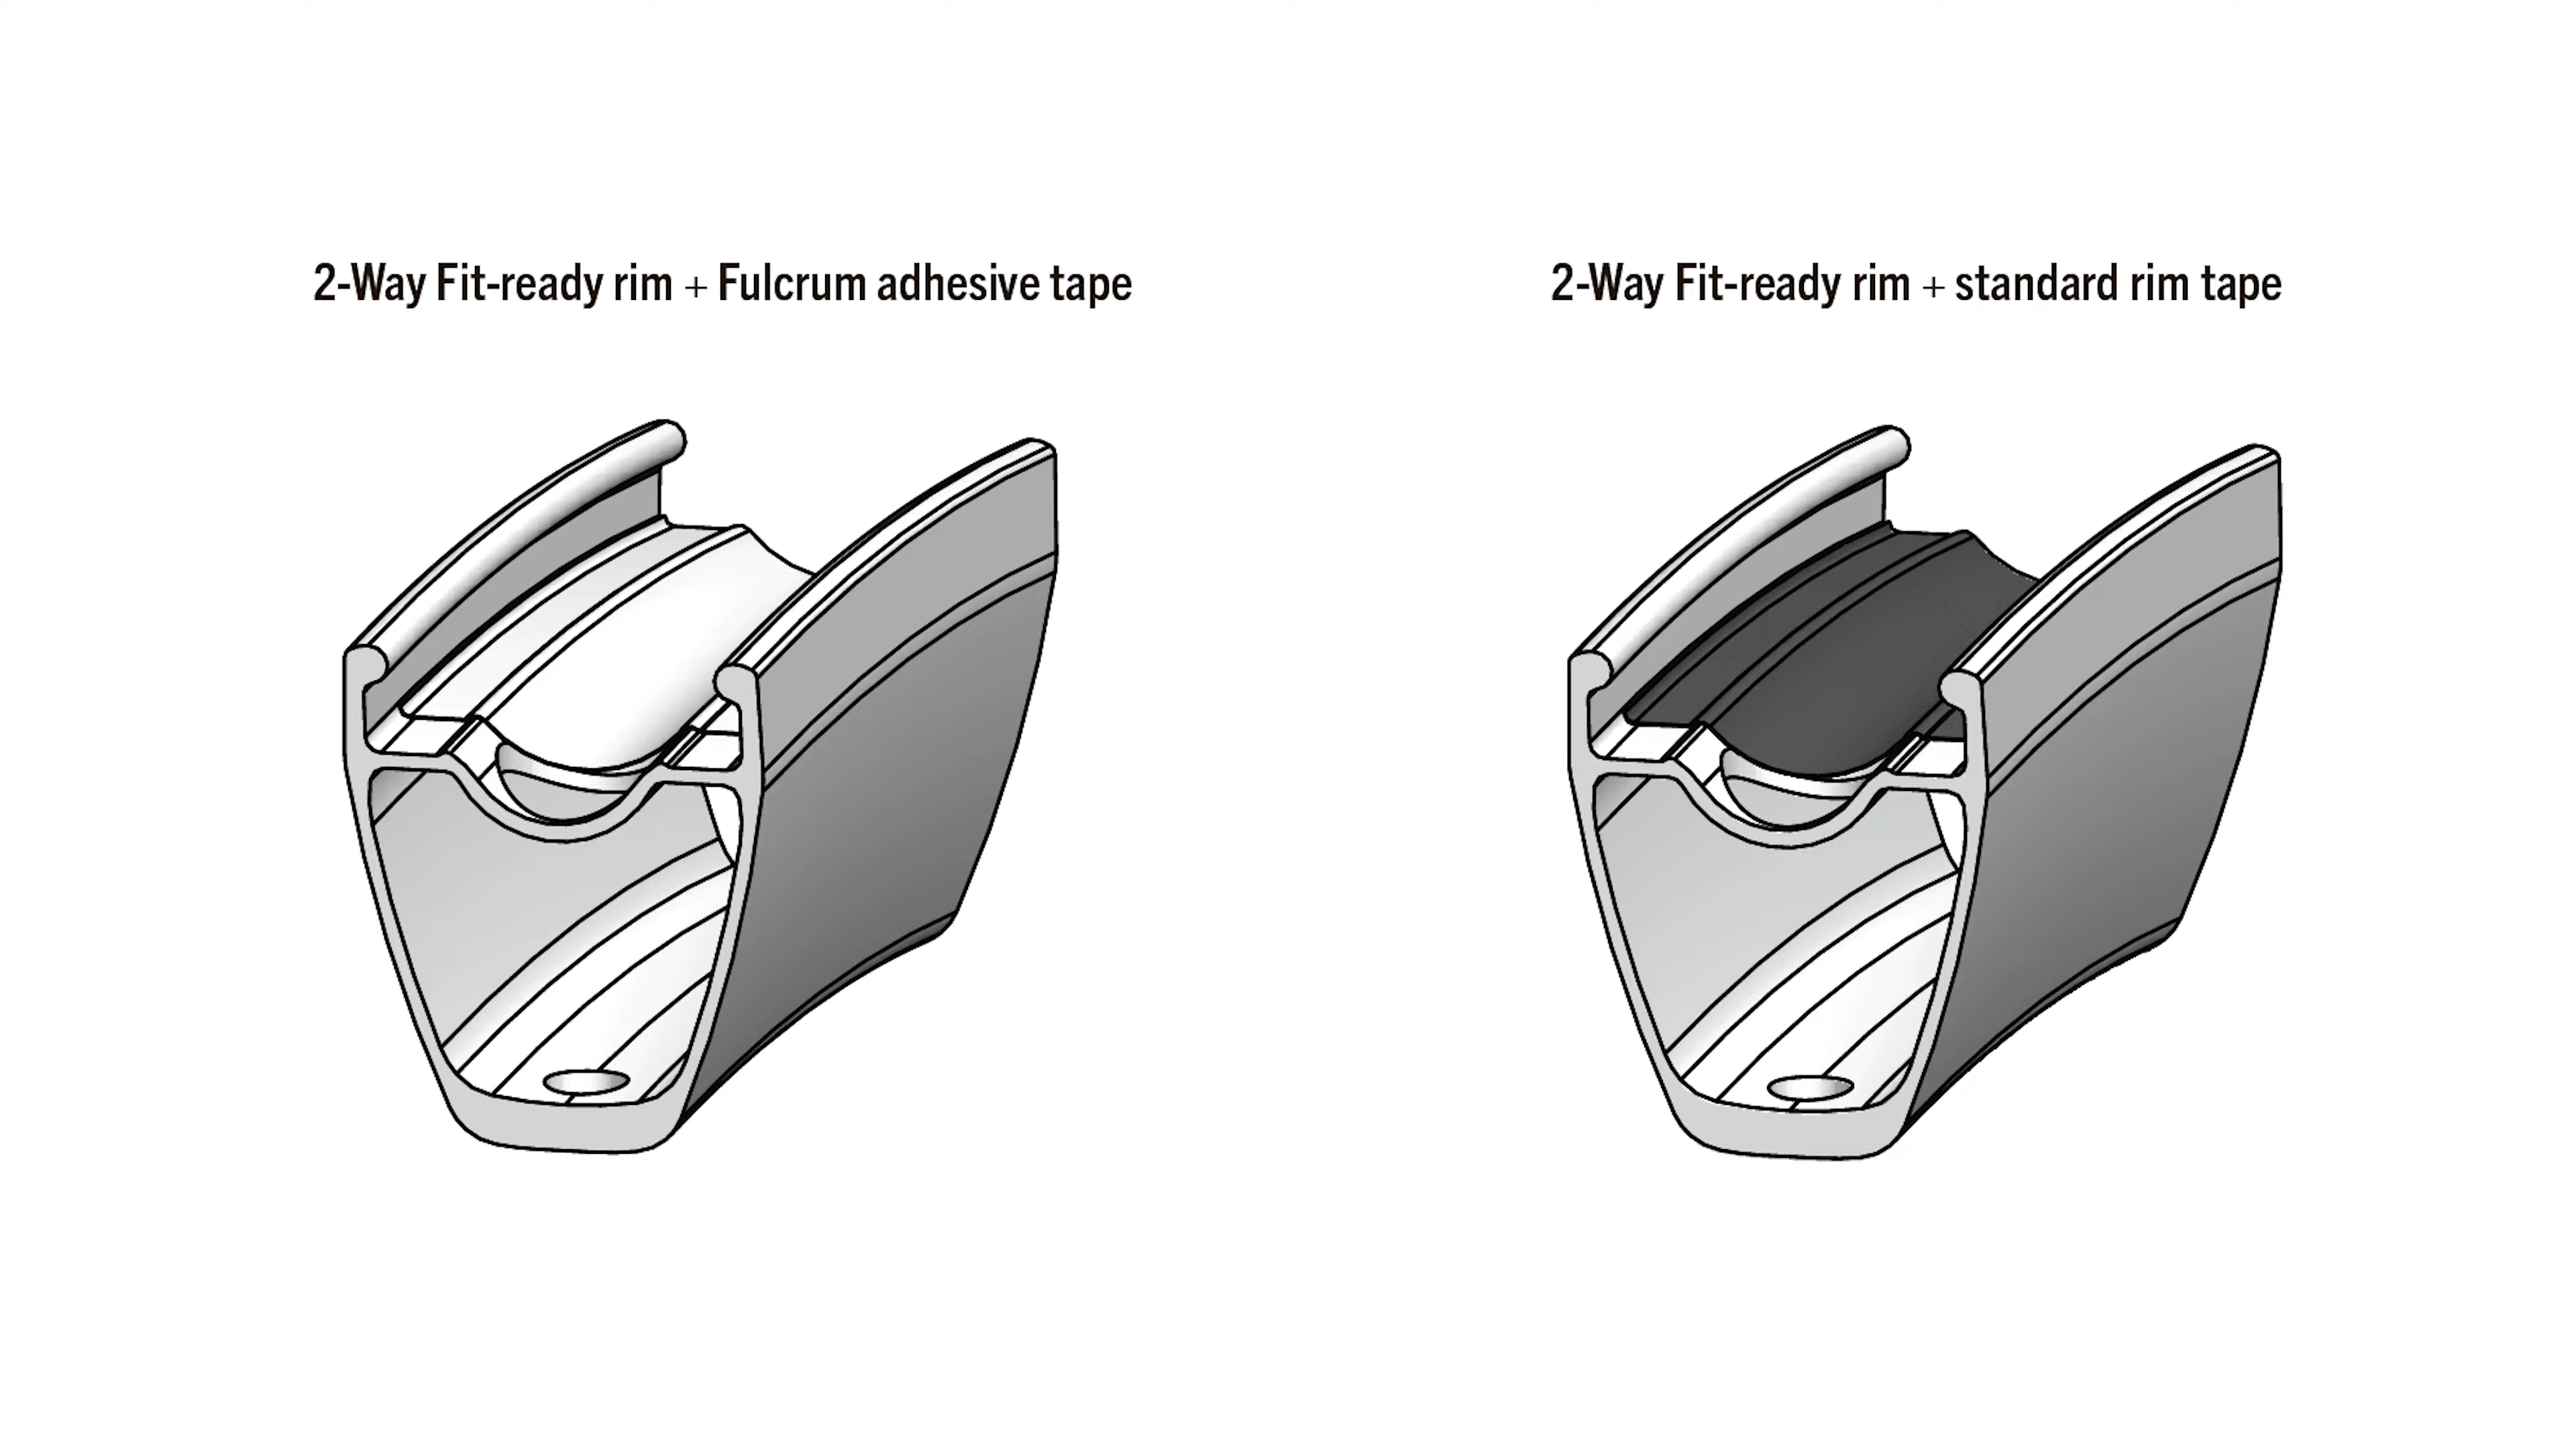 2-Way Fit-ready rim + Fulcrum adhesive tape
2-Way Fit-ready rim + standard rim tape